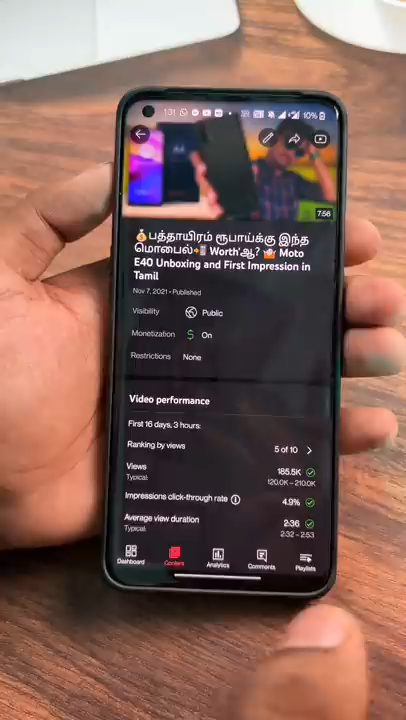 1:31
10%
7:56
💰பத்தாயிரம் ரூபாய்க்கு இந்த
மொபைல்📲 Worth'ஆ? 🤷 Moto
E40 Unboxing and First Impression in
Tamil
Nov 7, 2021 • Published
Visibility Public
Monetization $ On
Restrictions None
Video performance
First 16 days, 3 hours:
Ranking by views 5 of 10
Views 185.5K
Typical: 120.0K – 210.0K
Impressions click-through rate 4.9%
Average view duration 2:36
Typical: 2:32 – 2:53
Dashboard Content Analytics Comments Playlists